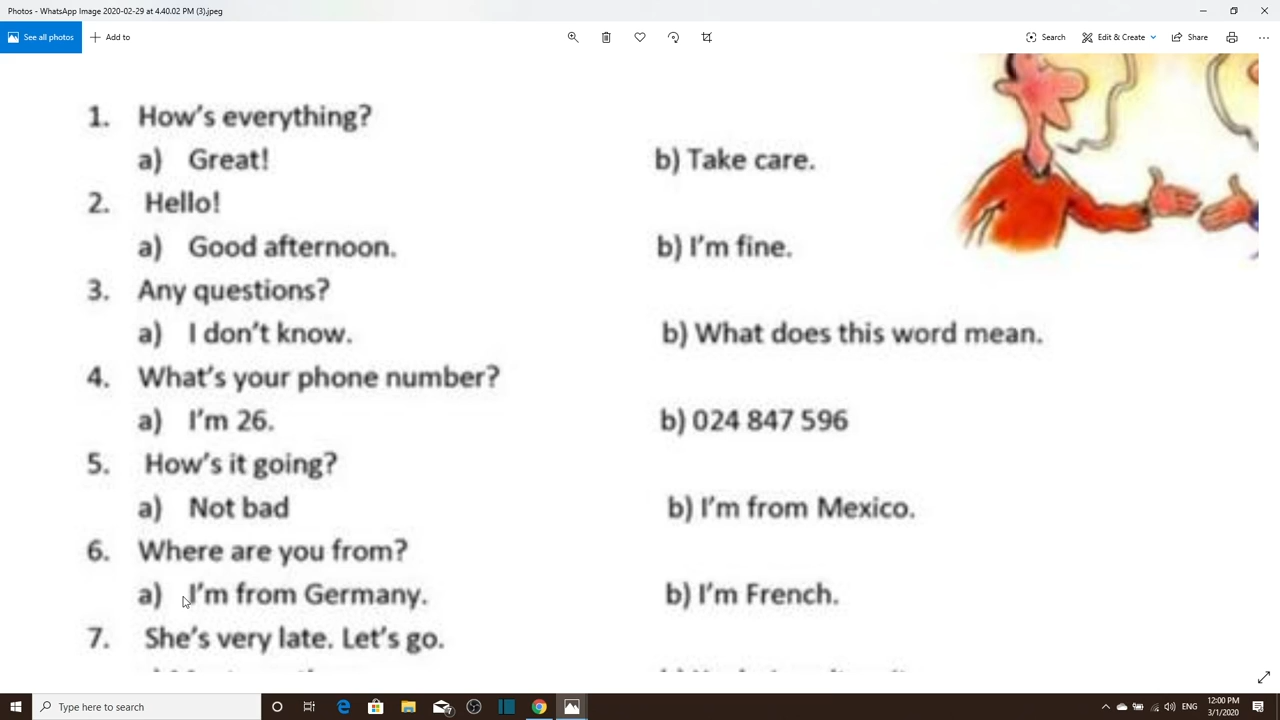 Photos - WhatsApp Image 2020-02-29 at 4.40.02 PM (3).jpeg
See all photos
Add to
Search
Edit & Create
Share
1. How's everything?
a) Great! b) Take care.
2. Hello!
a) Good afternoon. b) I'm fine.
3. Any questions?
a) I don't know. b) What does this word mean.
4. What's your phone number?
a) I'm 26. b) 024 847 596
5. How's it going?
a) Not bad b) I'm from Mexico.
6. Where are you from?
a) I'm from Germany. b) I'm French.
7. She's very late. Let's go.
Type here to search
7
ENG
12:00 PM
3/1/2020